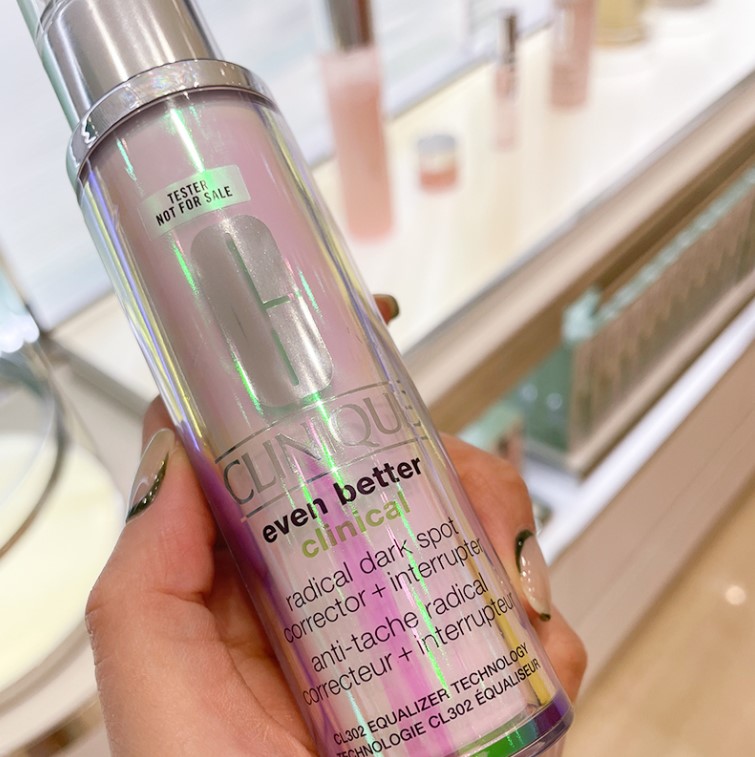 TESTER
NOT FOR SALE
CLINIQUE
even better
clinical
radical dark spot
corrector + interrupter
anti-tache radical
correcteur + interrupteur
CL302 EQUALIZER TECHNOLOGY
TECHNOLOGIE CL302 ÉQUALISEUR